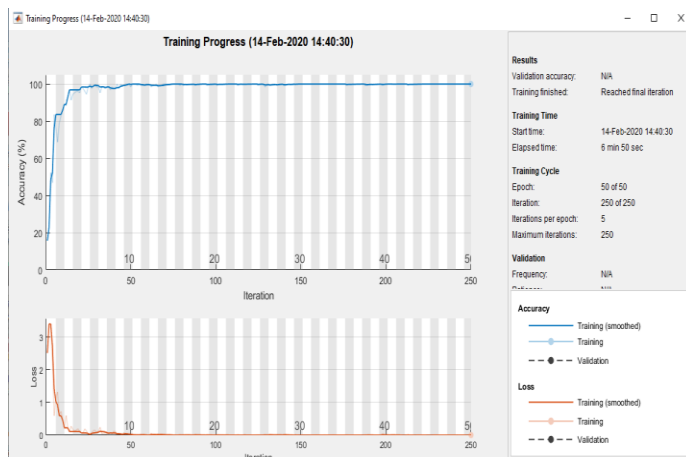 Training Progress (14-Feb-2020 14:40:30)
Training Progress (14-Feb-2020 14:40:30)
100
80
60
40
20
0
Accuracy (%)
10
20
30
40
50
0
50
100
150
200
250
Iteration
3
2
1
0
Loss
10
20
30
40
50
0
50
100
150
200
250
Iteration
Results
Validation accuracy: N/A
Training finished: Reached final iteration
Training Time
Start time: 14-Feb-2020 14:40:30
Elapsed time: 6 min 50 sec
Training Cycle
Epoch: 50 of 50
Iteration: 250 of 250
Iterations per epoch: 5
Maximum iterations: 250
Validation
Frequency: N/A
Patience: N/A
Accuracy
Training (smoothed)
Training
Validation
Loss
Training (smoothed)
Training
Validation